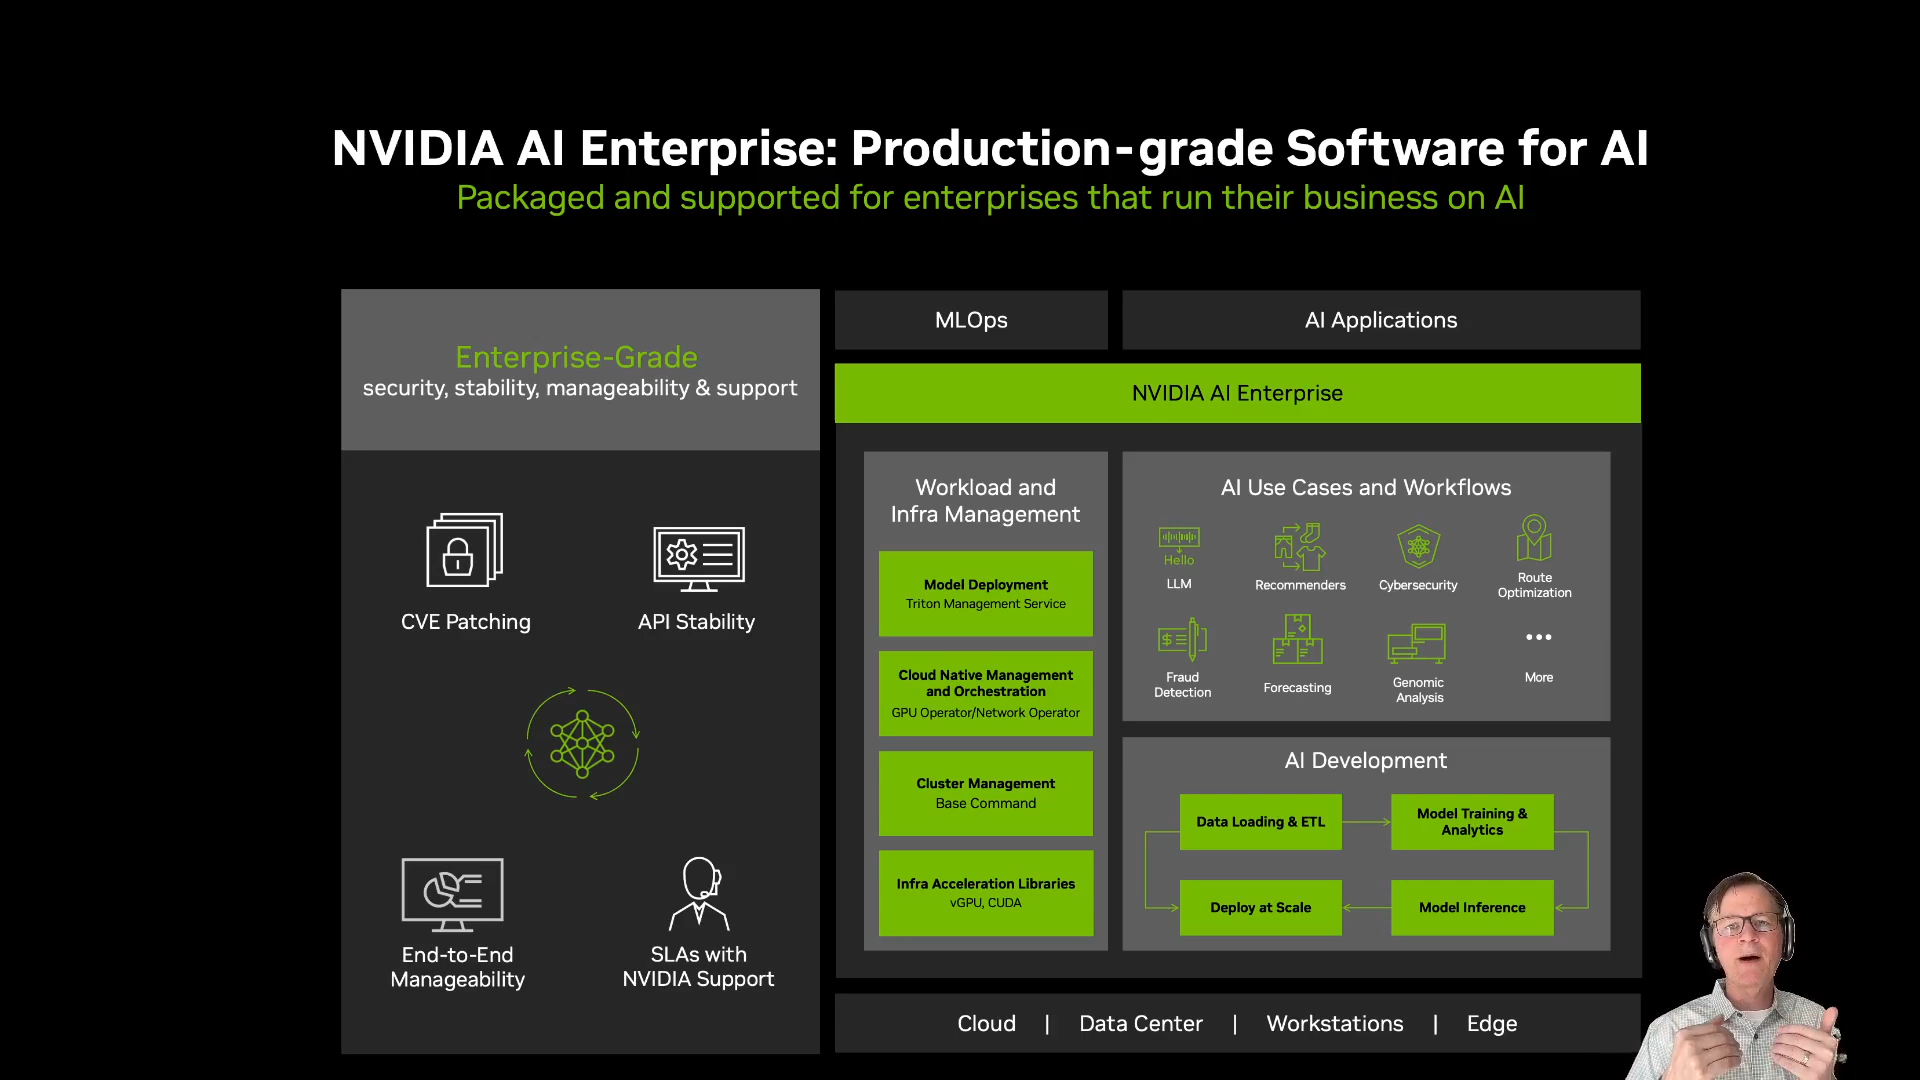 NVIDIA AI Enterprise: Production-grade Software for AI
Packaged and supported for enterprises that run their business on AI
Enterprise-Grade
security, stability, manageability & support
CVE Patching
API Stability
End-to-End
Manageability
SLAs with
NVIDIA Support
MLOps
AI Applications
NVIDIA AI Enterprise
Workload and
Infra Management
Model Deployment
Triton Management Service
Cloud Native Management
and Orchestration
GPU Operator/Network Operator
Cluster Management
Base Command
Infra Acceleration Libraries
vGPU, CUDA
AI Use Cases and Workflows
Hello
LLM
Recommenders
Cybersecurity
Route
Optimization
$
Fraud
Detection
Forecasting
Genomic
Analysis
•••
More
AI Development
Data Loading & ETL
Model Training &
Analytics
Deploy at Scale
Model Inference
Cloud | Data Center | Workstations | Edge